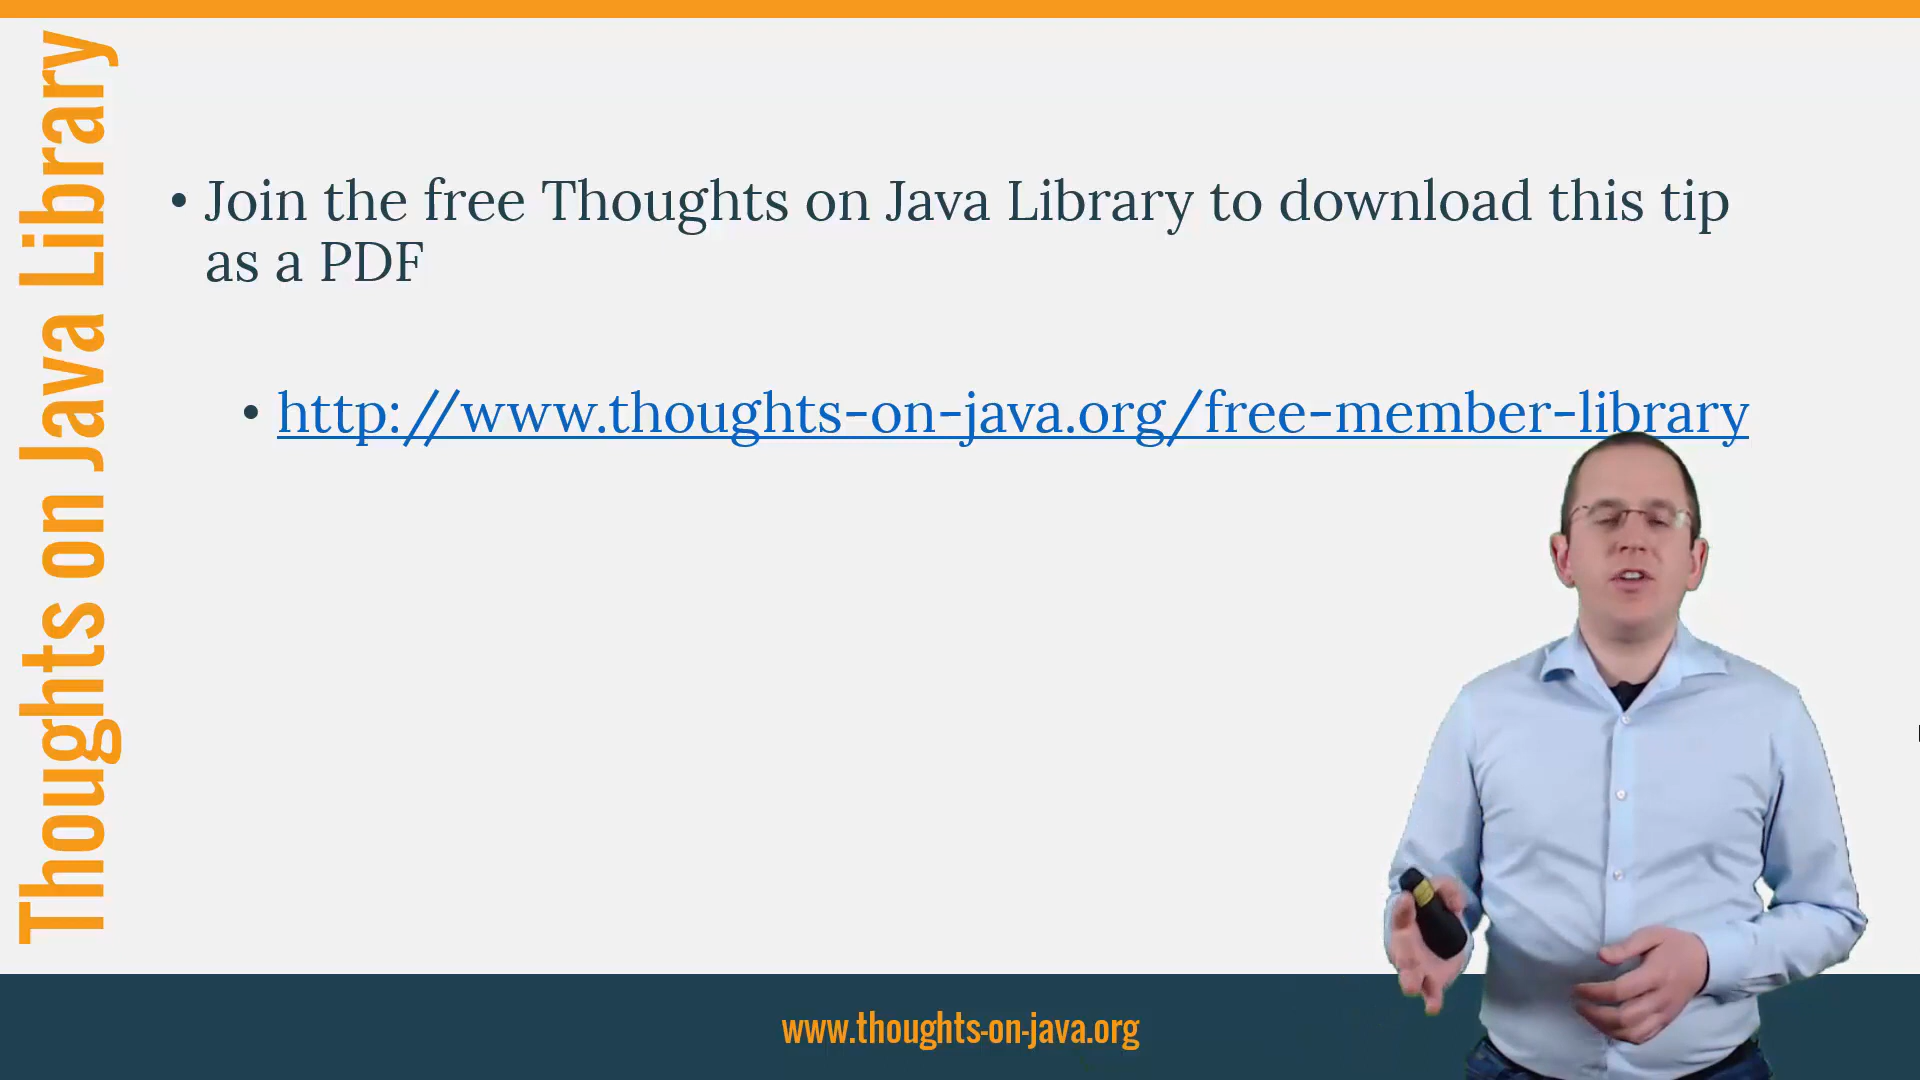 Thoughts on Java Library
• Join the free Thoughts on Java Library to download this tip
as a PDF
• http://www.thoughts-on-java.org/free-member-library
www.thoughts-on-java.org